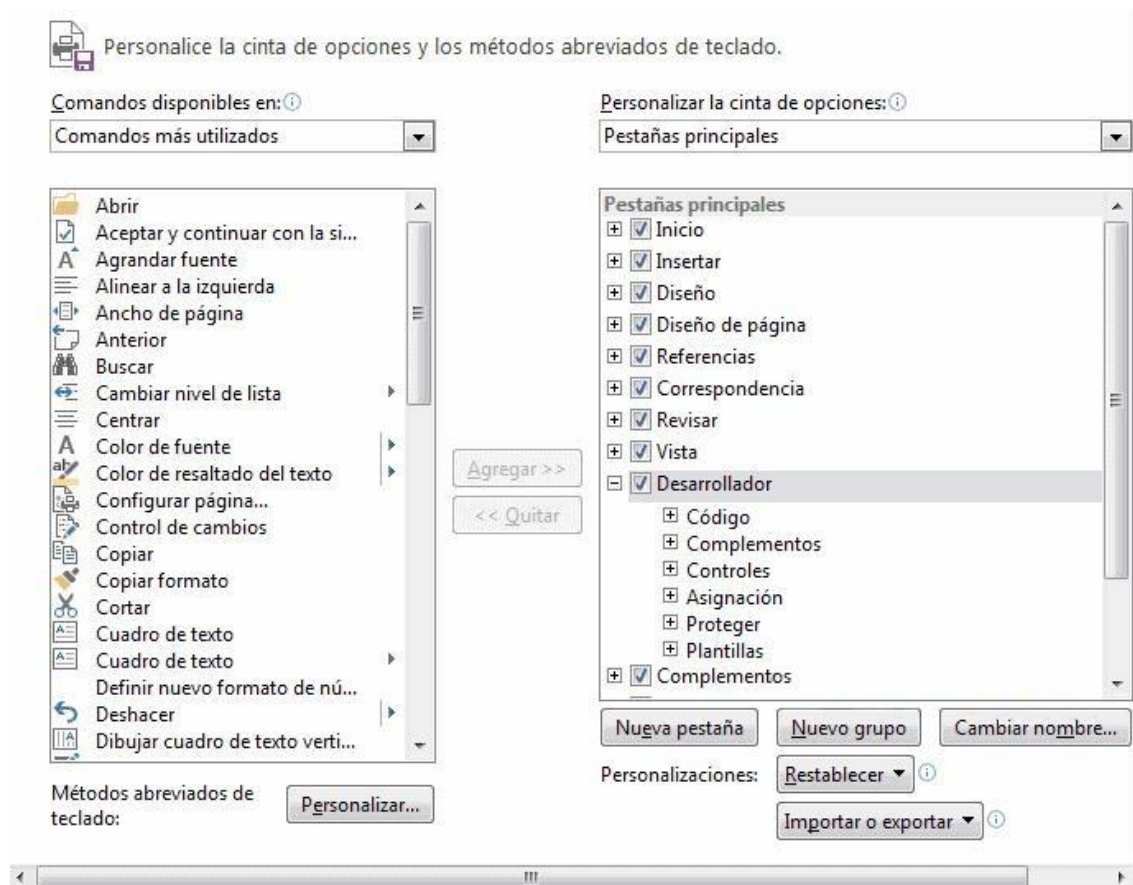 Personalice la cinta de opciones y los métodos abreviados de teclado.
Comandos disponibles en:
Comandos más utilizados
Abrir
Aceptar y continuar con la si...
Agrandar fuente
Alinear a la izquierda
Ancho de página
Anterior
Buscar
Cambiar nivel de lista
Centrar
Color de fuente
Color de resaltado del texto
Configurar página...
Control de cambios
Copiar
Copiar formato
Cortar
Cuadro de texto
Cuadro de texto
Definir nuevo formato de nú...
Deshacer
Dibujar cuadro de texto verti...
Métodos abreviados de
teclado:
Personalizar...
Agregar >>
<< Quitar
Personalizar la cinta de opciones:
Pestañas principales
Pestañas principales
Inicio
Insertar
Diseño
Diseño de página
Referencias
Correspondencia
Revisar
Vista
Desarrollador
Código
Complementos
Controles
Asignación
Proteger
Plantillas
Complementos
Nueva pestaña
Nuevo grupo
Cambiar nombre...
Personalizaciones:
Restablecer
Importar o exportar